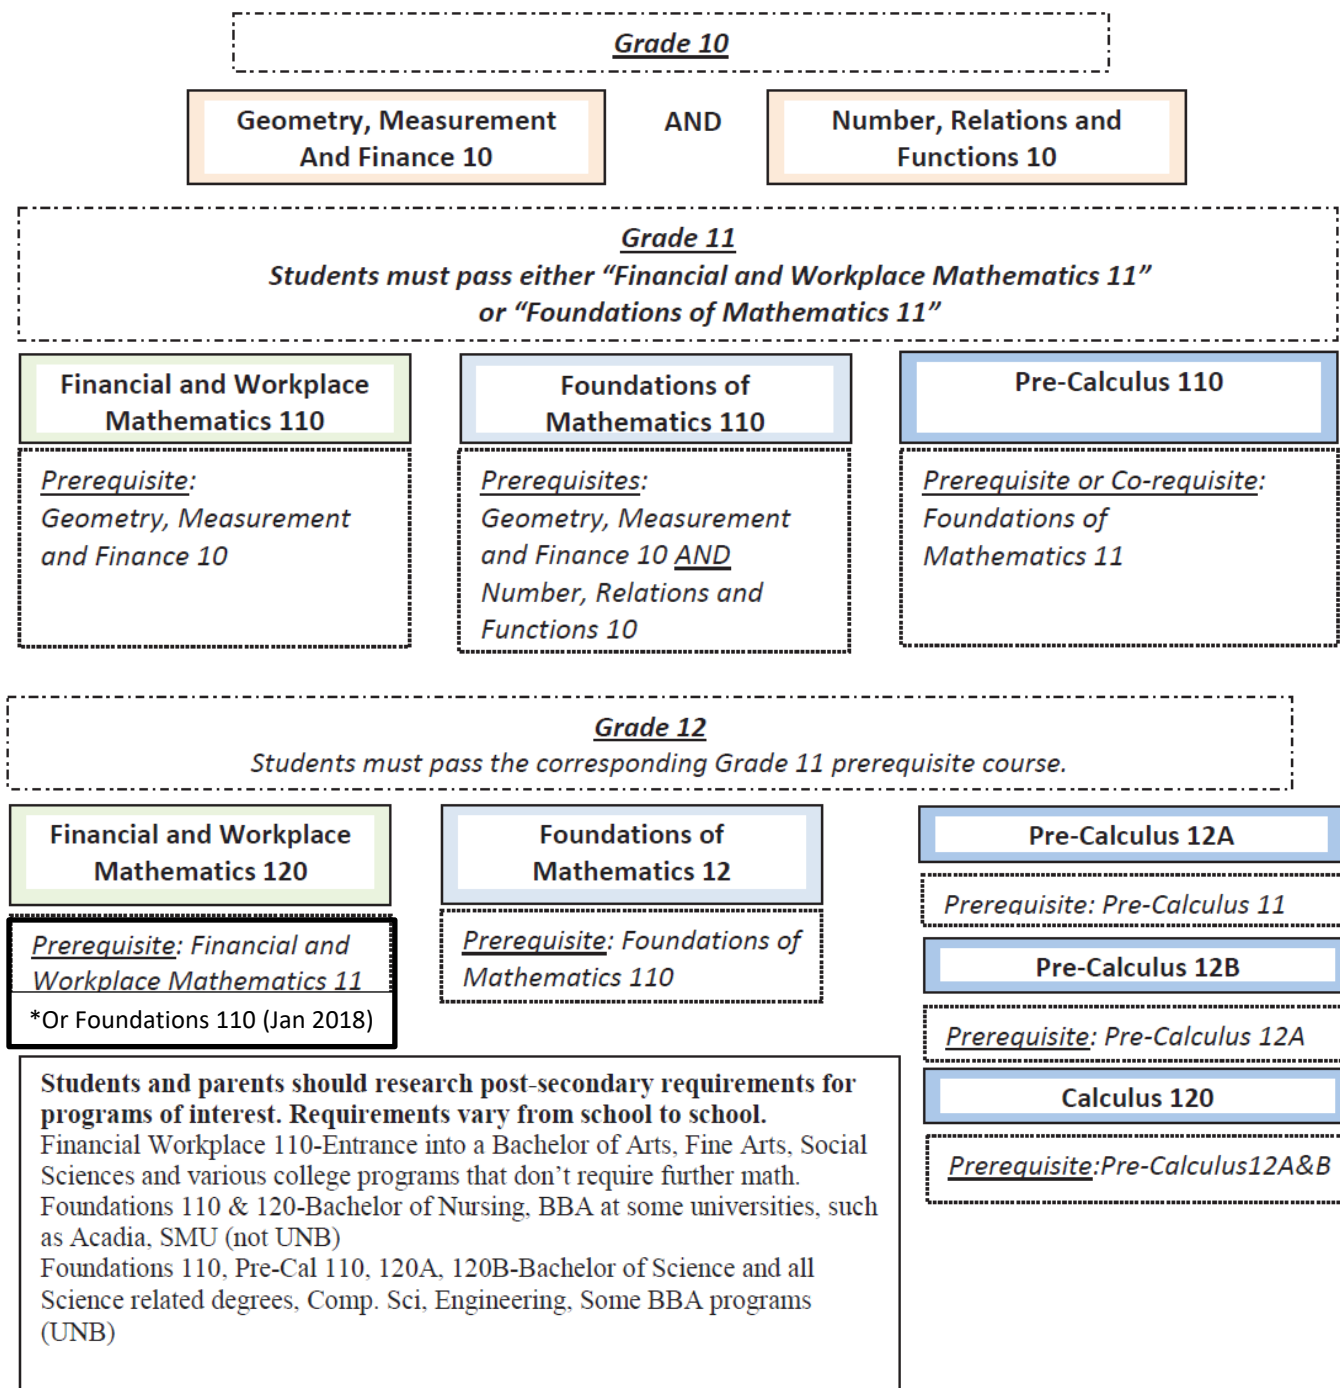 Grade 10
Geometry, Measurement
And Finance 10
AND
Number, Relations and
Functions 10
Grade 11
Students must pass either “Financial and Workplace Mathematics 11”
or “Foundations of Mathematics 11”
Financial and Workplace
Mathematics 110
Prerequisite:
Geometry, Measurement
and Finance 10
Foundations of
Mathematics 110
Prerequisites:
Geometry, Measurement
and Finance 10 AND
Number, Relations and
Functions 10
Pre-Calculus 110
Prerequisite or Co-requisite:
Foundations of
Mathematics 11
Grade 12
Students must pass the corresponding Grade 11 prerequisite course.
Financial and Workplace
Mathematics 120
Prerequisite: Financial and
Workplace Mathematics 11
*Or Foundations 110 (Jan 2018)
Foundations of
Mathematics 12
Prerequisite: Foundations of
Mathematics 110
Pre-Calculus 12A
Prerequisite: Pre-Calculus 11
Pre-Calculus 12B
Prerequisite: Pre-Calculus 12A
Calculus 120
Prerequisite:Pre-Calculus12A&B
Students and parents should research post-secondary requirements for
programs of interest. Requirements vary from school to school.
Financial Workplace 110-Entrance into a Bachelor of Arts, Fine Arts, Social
Sciences and various college programs that don’t require further math.
Foundations 110 & 120-Bachelor of Nursing, BBA at some universities, such
as Acadia, SMU (not UNB)
Foundations 110, Pre-Cal 110, 120A, 120B-Bachelor of Science and all
Science related degrees, Comp. Sci, Engineering, Some BBA programs
(UNB)